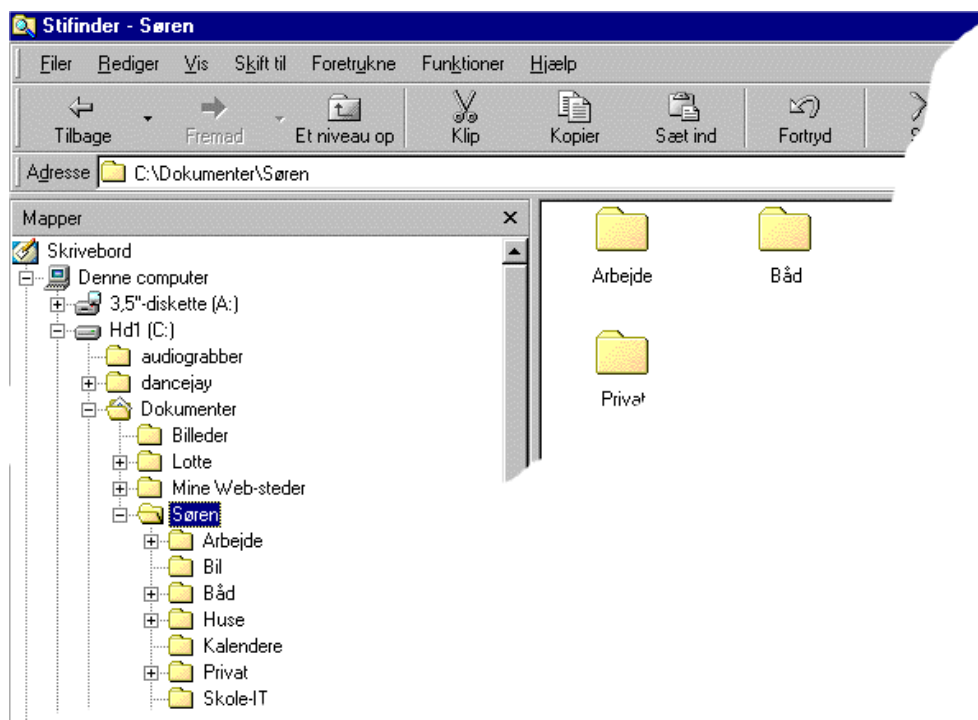 Stifinder - Søren
Filer Rediger Vis Skift til Foretrukne Funktioner Hjælp
Tilbage Fremad Et niveau op Klip Kopier Sæt ind Fortryd
Adresse C:\Dokumenter\Søren
Mapper
Skrivebord
Denne computer
3,5"-diskette (A:)
Hd1 (C:)
audiograbber
dancejay
Dokumenter
Billeder
Lotte
Mine Web-steder
Søren
Arbejde
Bil
Båd
Huse
Kalendere
Privat
Skole-IT
Arbejde Båd
Privat